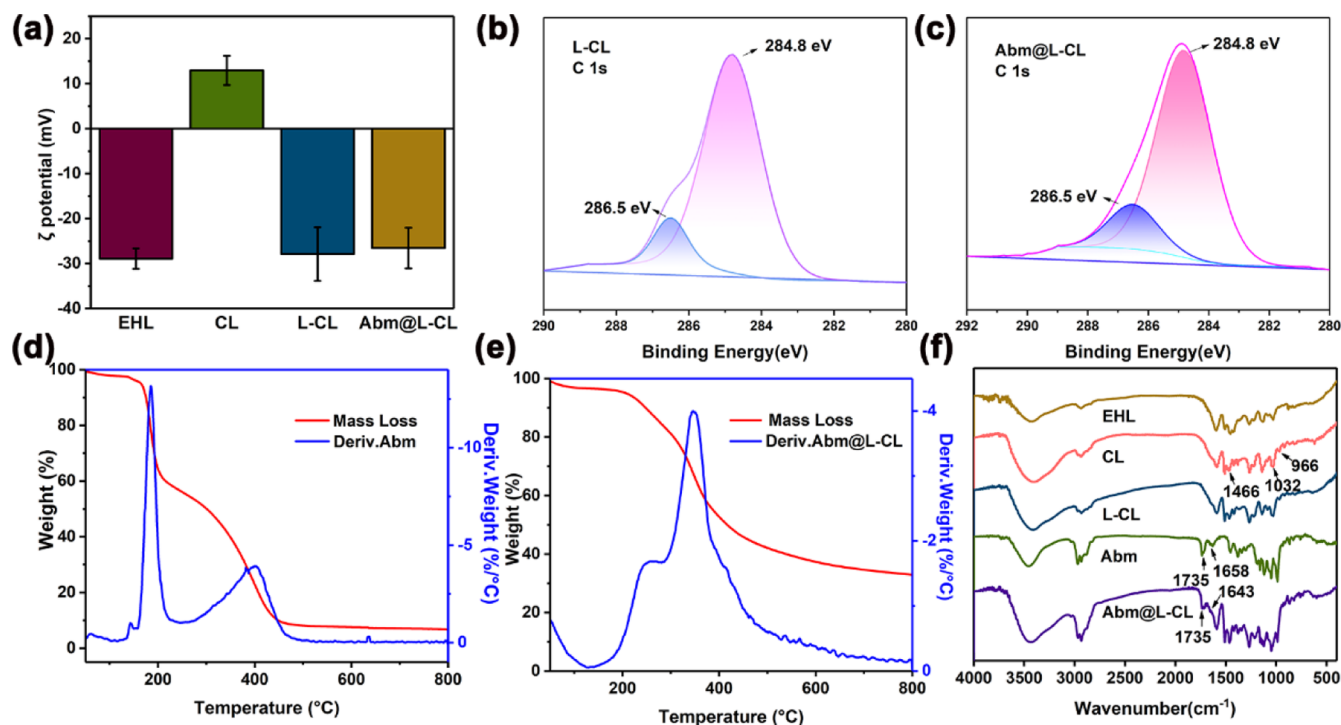 (a)
ζ potential (mV)
20
10
0
-10
-20
-30
-40
EHL
CL
L-CL
Abm@L-CL
(b)
L-CL
C 1s
284.8 eV
286.5 eV
290
288
286
284
282
280
Binding Energy(eV)
(c)
Abm@L-CL
C 1s
284.8 eV
286.5 eV
292
290
288
286
284
282
280
Binding Energy(eV)
(d)
Weight (%)
100
80
60
40
20
0
Mass Loss
Deriv.Abm
-10
-5
0
Deriv.Weight (%/°C)
200
400
600
800
Temperature (°C)
(e)
Weight (%)
100
80
60
40
20
0
Mass Loss
Deriv.Abm@L-CL
-4
-2
0
Deriv.Weight (%/°C)
200
400
600
800
Temperature (°C)
(f)
EHL
CL
966
1466
1032
L-CL
Abm
1735
1658
1643
Abm@L-CL
1735
4000
3500
3000
2500
2000
1500
1000
500
Wavenumber(cm⁻¹)